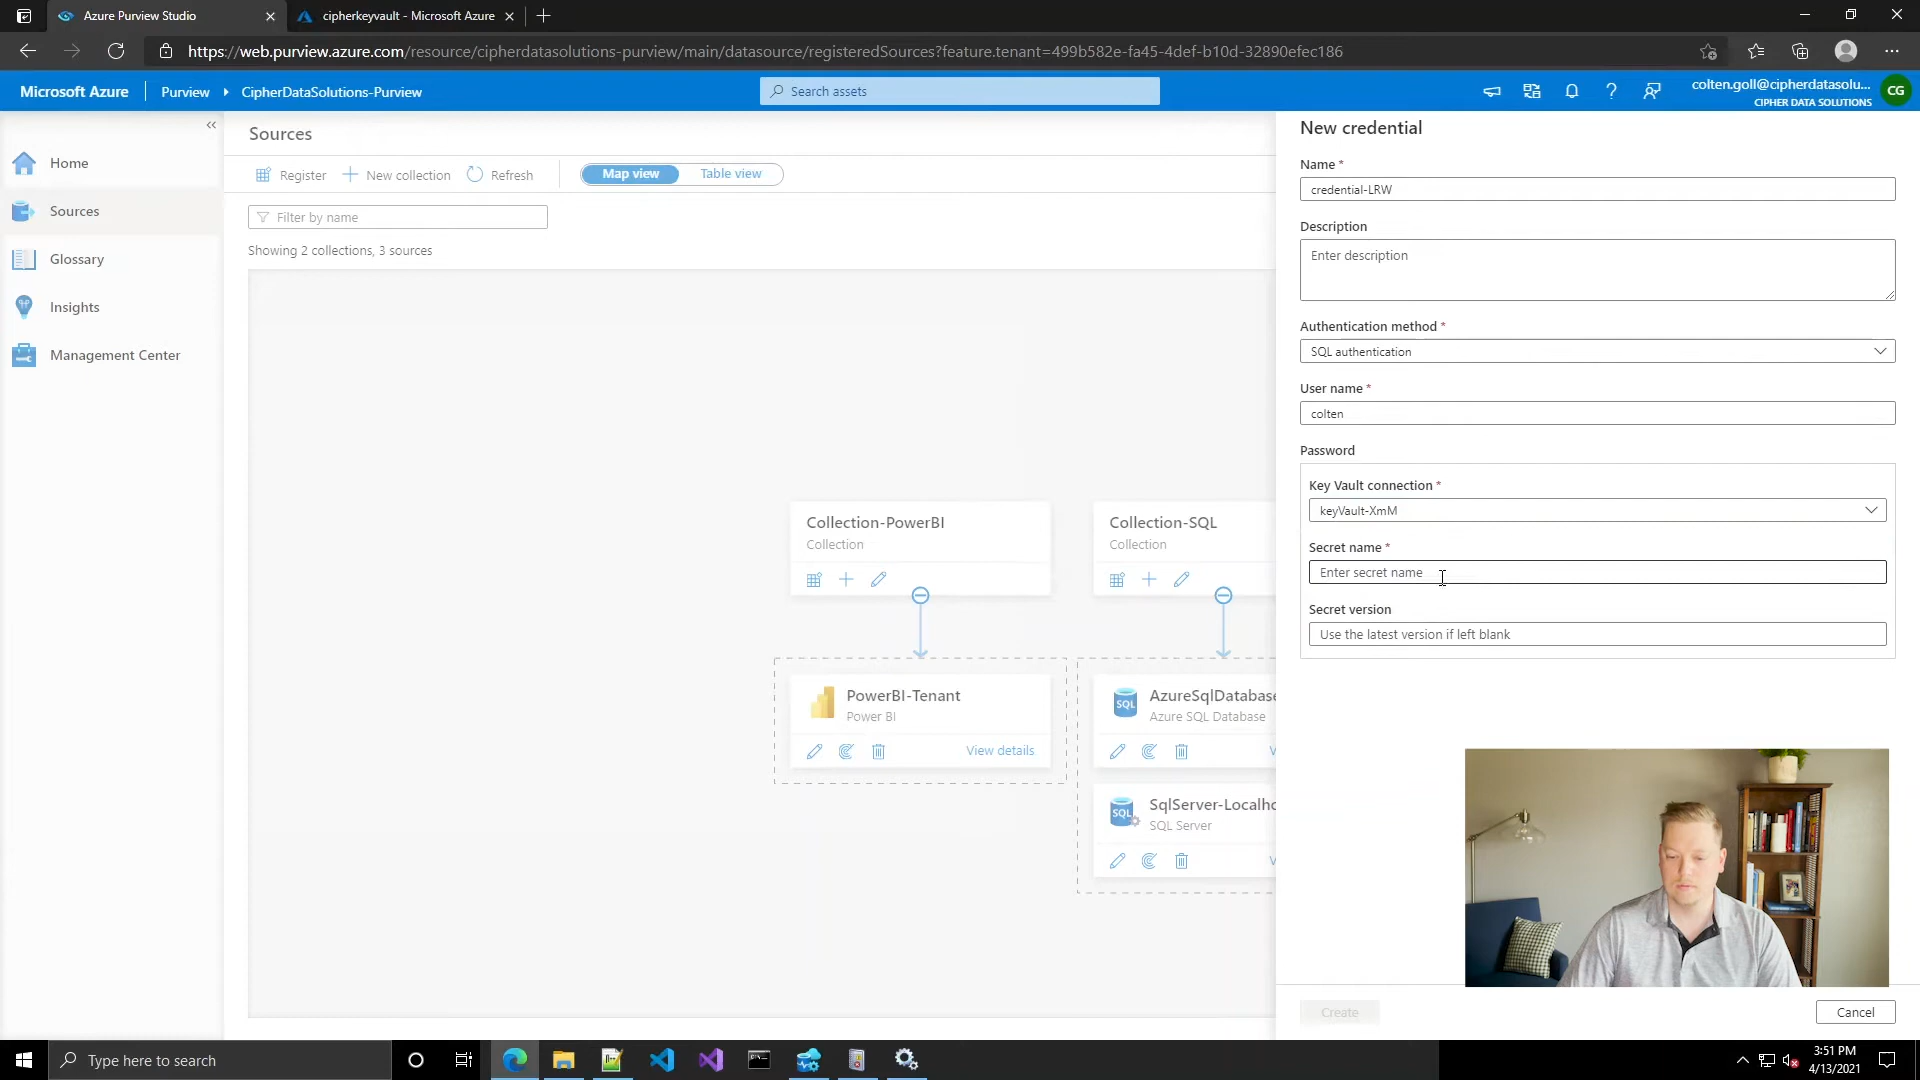 Azure Purview Studio
cipherkeyvault - Microsoft Azure
https://web.purview.azure.com/resource/cipherdatasolutions-purview/main/datasource/registeredSources?feature.tenant=499b582e-fa45-4def-b10d-32890efec186
Microsoft Azure
Purview
CipherDataSolutions-Purview
Search assets
colten.goll@cipherdatasolu...
CIPHER DATA SOLUTIONS
CG
Home
Sources
Glossary
Insights
Management Center
Sources
Register
New collection
Refresh
Map view
Table view
Filter by name
Showing 2 collections, 3 sources
Collection-PowerBI
Collection
Collection-SQL
Collection
PowerBI-Tenant
Power BI
View details
SQL
AzureSqlDatabase
Azure SQL Database
V
SQL
SqlServer-Localho
SQL Server
V
New credential
Name *
credential-LRW
Description
Enter description
Authentication method *
SQL authentication
User name *
colten
Password
Key Vault connection *
keyVault-XmM
Secret name *
Enter secret name
Secret version
Use the latest version if left blank
Create
Cancel
Type here to search
3:51 PM
4/13/2021